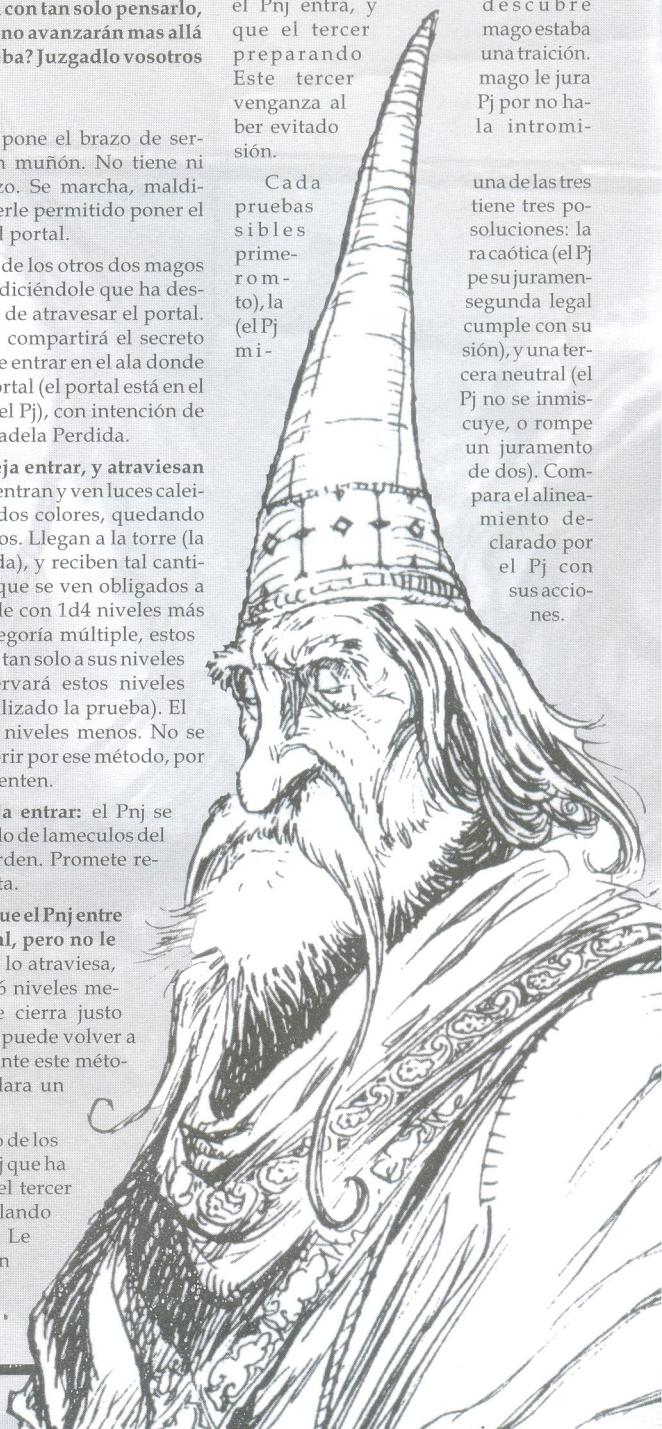 con tan solo pensarlo,
no avanzarán mas allá
ba? Juzgadlo vosotros
pone el brazo de ser-
n muñón. No tiene ni
zo. Se marcha, maldi-
erle permitido poner el
l portal.
de los otros dos magos
diciéndole que ha des-
de atravesar el portal.
compartirá el secreto
e entrar en el ala donde
ortal (el portal está en el
el Pj), con intención de
adela Perdida.
eja entrar, y atraviesan
entran y ven luces calei-
dos colores, quedando
os. Llegan a la torre (la
da), y reciben tal canti-
que se ven obligados a
de con 1d4 niveles más
egoría múltiple, estos
tan solo a sus niveles
ervará estos niveles
lizado la prueba). El
niveles menos. No se
rir por ese método, por
enten.
ja entrar: el Pnj se
do de lameculos del
rden. Promete re-
ta.
ue el Pnj entre
al, pero no le
lo atraviesa,
6 niveles me-
e cierra justo
puede volver a
nte este méto-
lara un
o de los
j que ha
el tercer
lando
Le
n
el Pnj entra, y descubre
que el tercer mago estaba
preparando una traición.
Este tercer mago le jura
venganza al Pj por no ha-
ber evitado la intromi-
sión.
Cada una de las tres
pruebas tiene tres po-
sibles soluciones: la
prime- ra caótica (el Pj
rom- pe su juramen-
to), la segunda legal
(el Pj cumple con su
mi- sión), y una ter-
cera neutral (el
Pj no se inmis-
cuye, o rompe
un juramento
de dos). Com-
para el alinea-
miento de-
clarado por
el Pj con
sus accio-
nes.